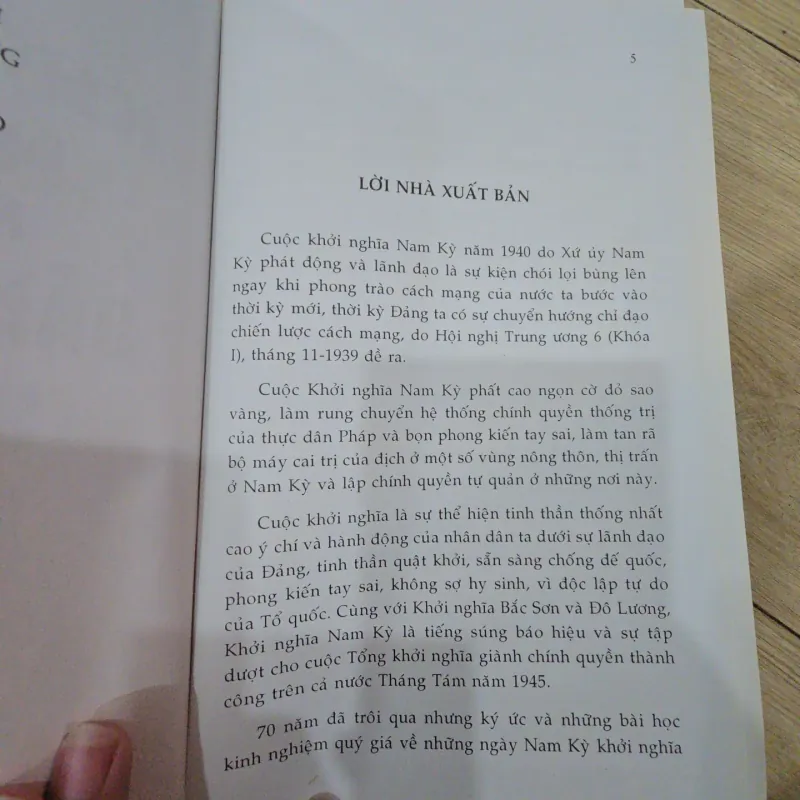 G
5
LỜI NHÀ XUẤT BẢN
Cuộc khởi nghĩa Nam Kỳ năm 1940 do Xứ ủy Nam
Kỳ phát động và lãnh đạo là sự kiện chói lọi bùng lên
ngay khi phong trào cách mạng của nước ta bước vào
thời kỳ mới, thời kỳ Đảng ta có sự chuyển hướng chỉ đạo
chiến lược cách mạng, do Hội nghị Trung ương 6 (Khóa
I), tháng 11-1939 đề ra.
Cuộc Khởi nghĩa Nam Kỳ phất cao ngọn cờ đỏ sao
vàng, làm rung chuyển hệ thống chính quyền thống trị
của thực dân Pháp và bọn phong kiến tay sai, làm tan rã
bộ máy cai trị của địch ở một số vùng nông thôn, thị trấn
ở Nam Kỳ và lập chính quyền tự quản ở những nơi này.
Cuộc khởi nghĩa là sự thể hiện tinh thần thống nhất
cao ý chí và hành động của nhân dân ta dưới sự lãnh đạo
của Đảng, tinh thần quật khởi, sẵn sàng chống đế quốc,
phong kiến tay sai, không sợ hy sinh, vì độc lập tự do
của Tổ quốc. Cùng với Khởi nghĩa Bắc Sơn và Đô Lương,
Khởi nghĩa Nam Kỳ là tiếng súng báo hiệu và sự tập
dượt cho cuộc Tổng khởi nghĩa giành chính quyền thành
công trên cả nước Tháng Tám năm 1945.
70 năm đã trôi qua nhưng ký ức và những bài học
kinh nghiệm quý giá về những ngày Nam Kỳ khởi nghĩa